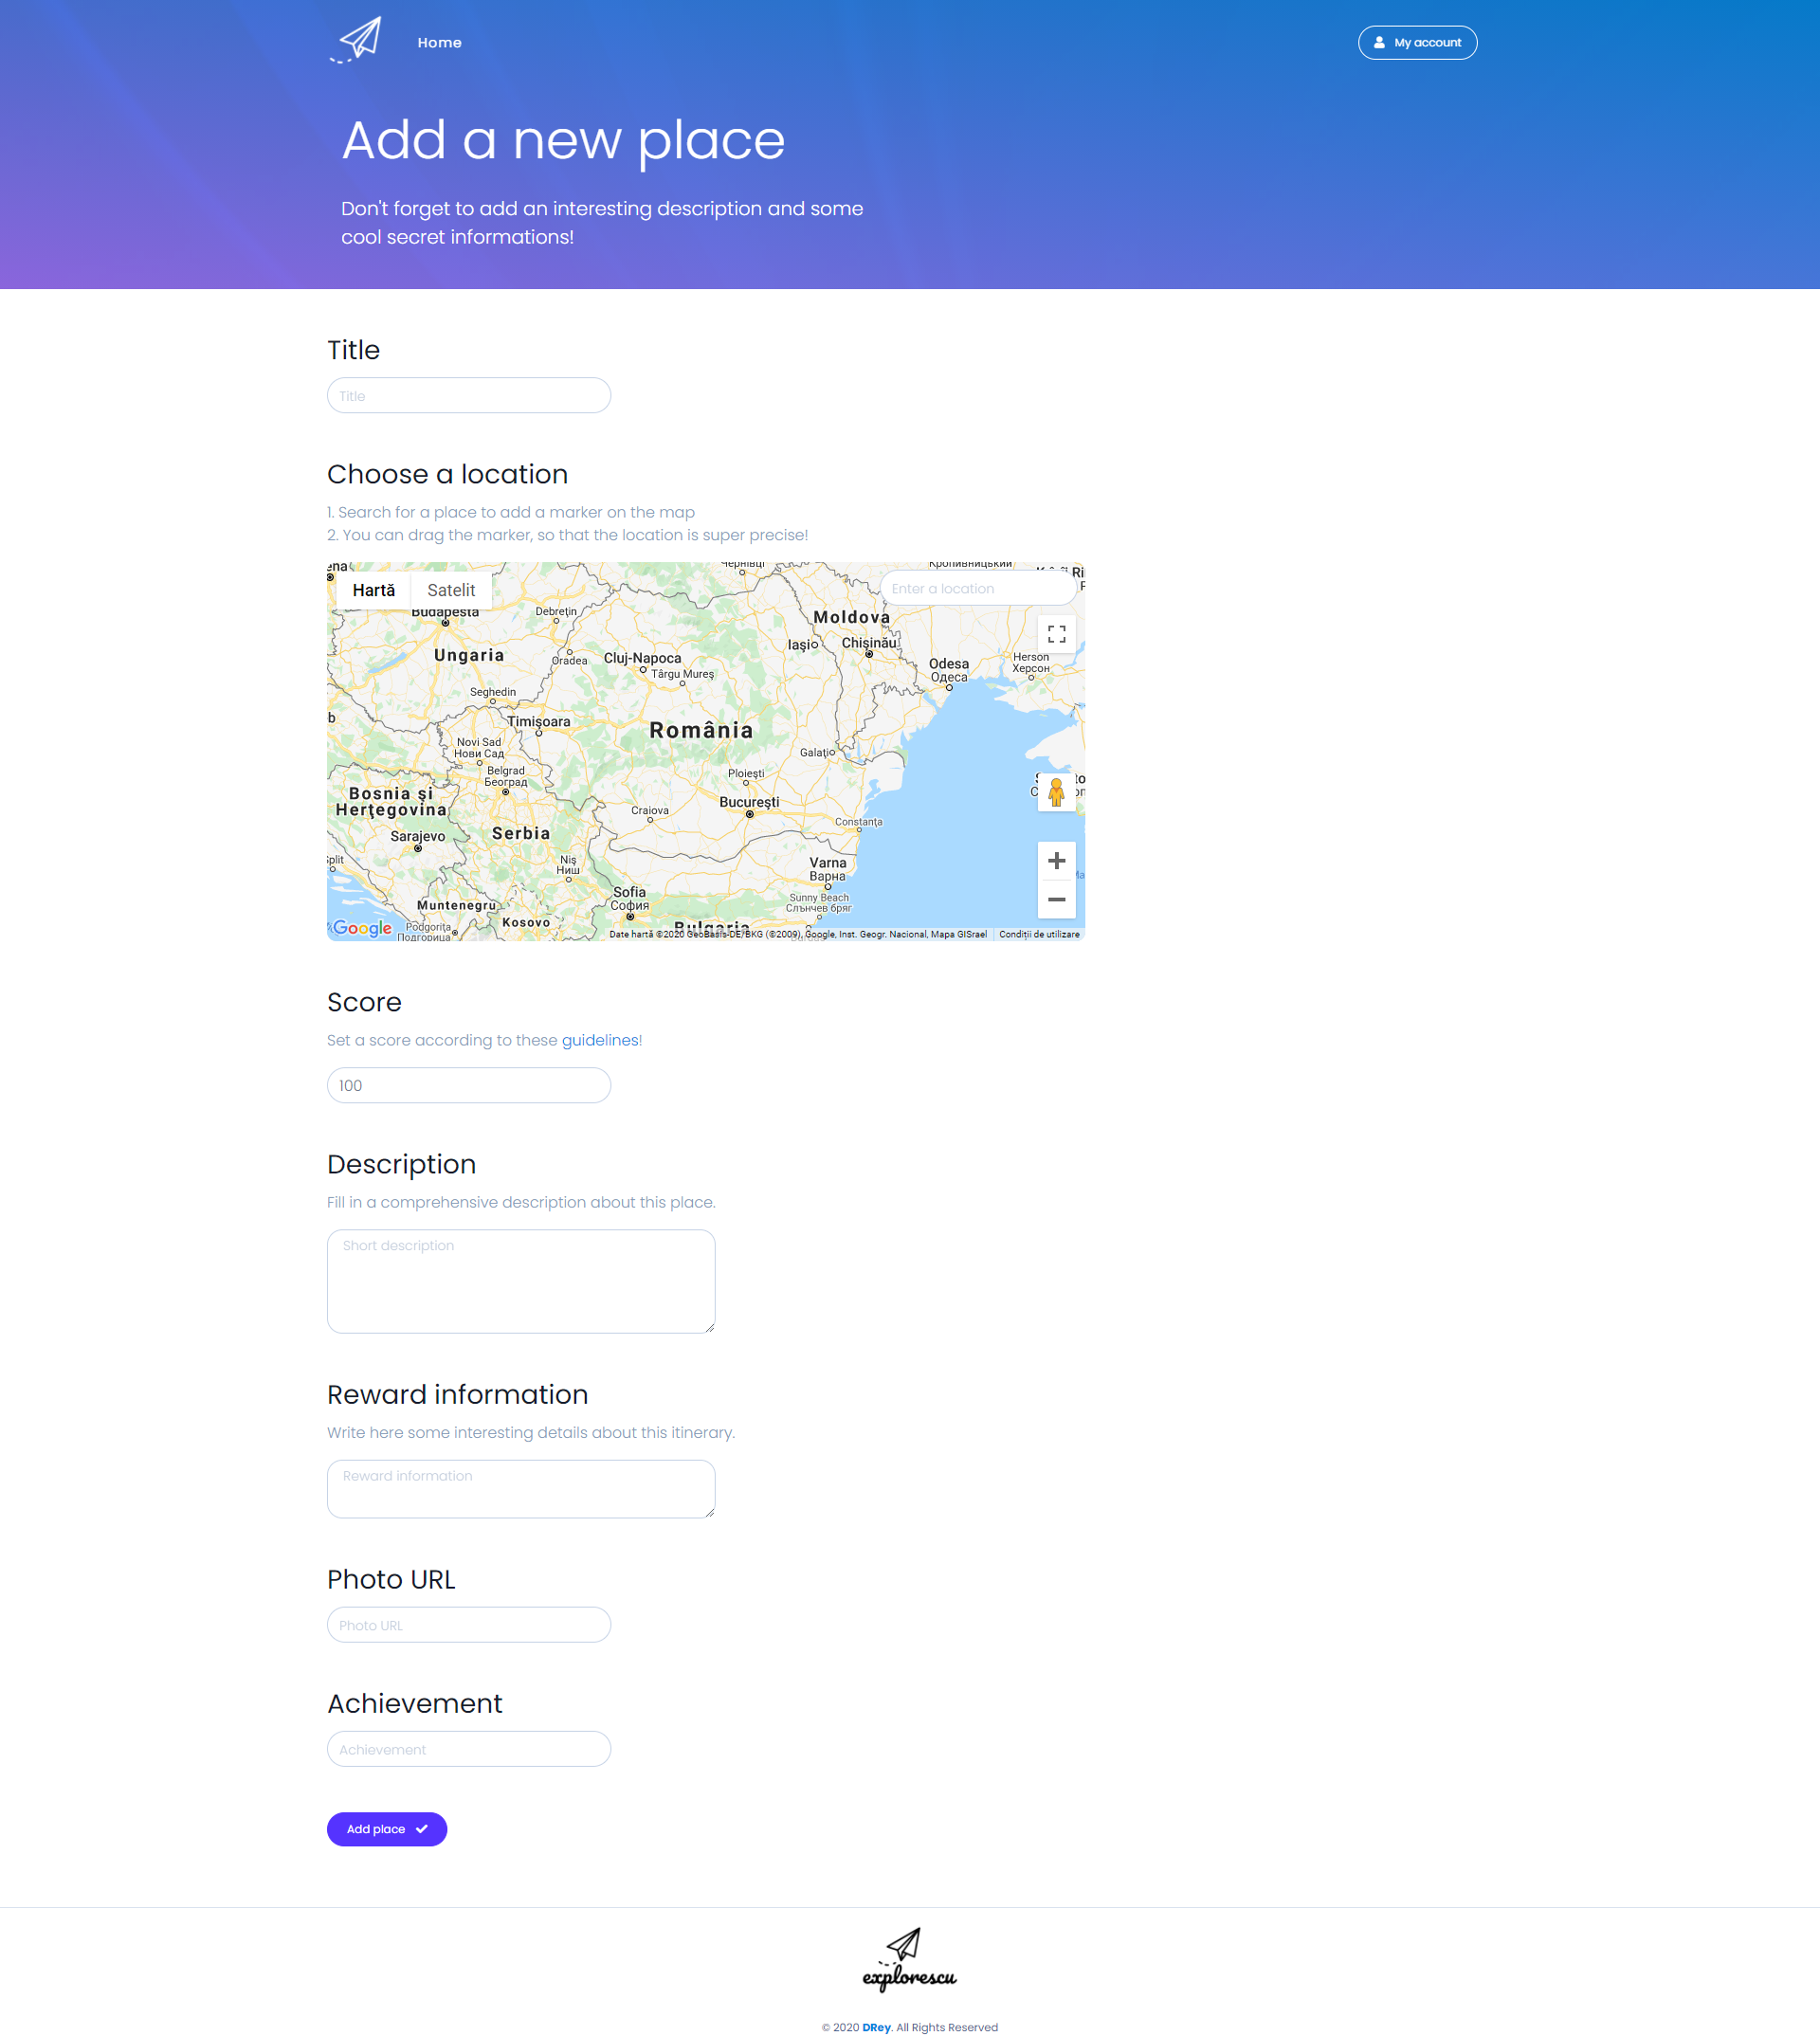 Home
My account
Add a new place
Don't forget to add an interesting description and some
cool secret informations!
Title
Title
Choose a location
1. Search for a place to add a marker on the map
2. You can drag the marker, so that the location is super precise!
Hartă
Satelit
Enter a location
Cernăuți
Кропивницький
Budapesta
Debrețin
Moldova
Ungaria
Oradea
Cluj-Napoca
Târgu Mureș
Iași
Chișinău
Odesa
Одеса
Herson
Херсон
Seghedin
Timișoara
România
Novi Sad
Нови Сад
Galați
Belgrad
Београд
Ploiești
Bosnia și
Herțegovina
București
Craiova
Constanța
Sarajevo
Serbia
Split
Niș
Ниш
Varna
Варна
Sofia
София
Sunny Beach
Слънчев бряг
Muntenegru
Kosovo
Podgorița
Подгорица
Bulgaria
Google
Date hartă ©2020 GeoBasis-DE/BKG (©2009), Google, Inst. Geogr. Nacional, Mapa GISrael
Condiții de utilizare
Score
Set a score according to these guidelines!
100
Description
Fill in a comprehensive description about this place.
Short description
Reward information
Write here some interesting details about this itinerary.
Reward information
Photo URL
Photo URL
Achievement
Achievement
Add place
explorescu
© 2020 DRey. All Rights Reserved